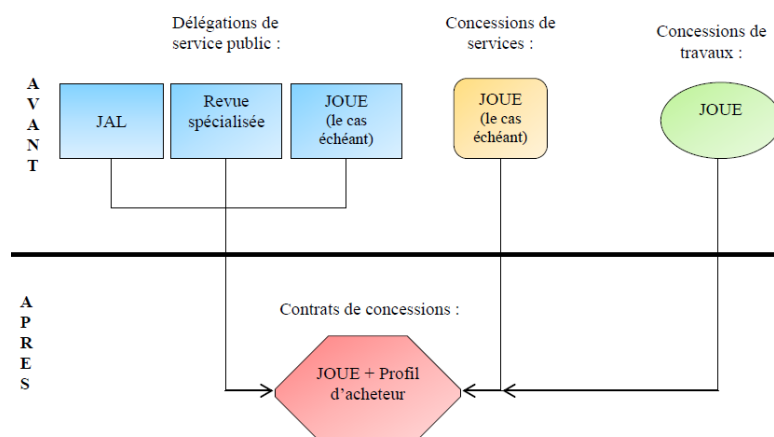 Délégations de
service public :
Concessions de
services :
Concessions de
travaux :
A
V
A
N
T
JAL
Revue
spécialisée
JOUE
(le cas
échéant)
JOUE
(le cas
échéant)
JOUE
A
P
R
E
S
Contrats de concessions :
JOUE + Profil
d'acheteur